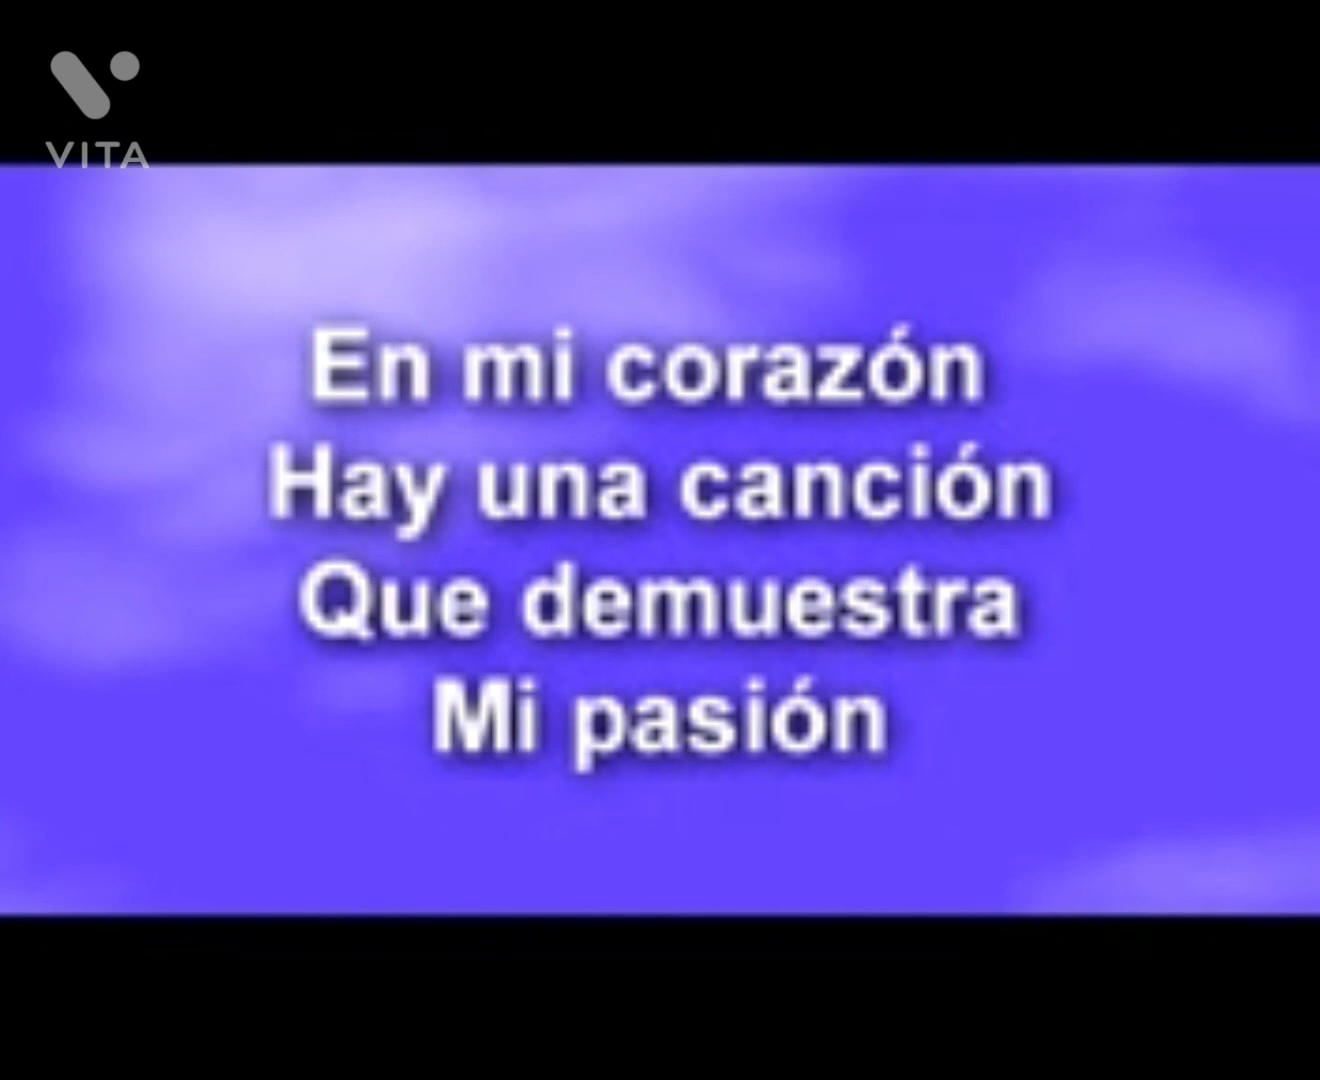 VITA
En mi corazón
Hay una canción
Que demuestra
Mi pasión